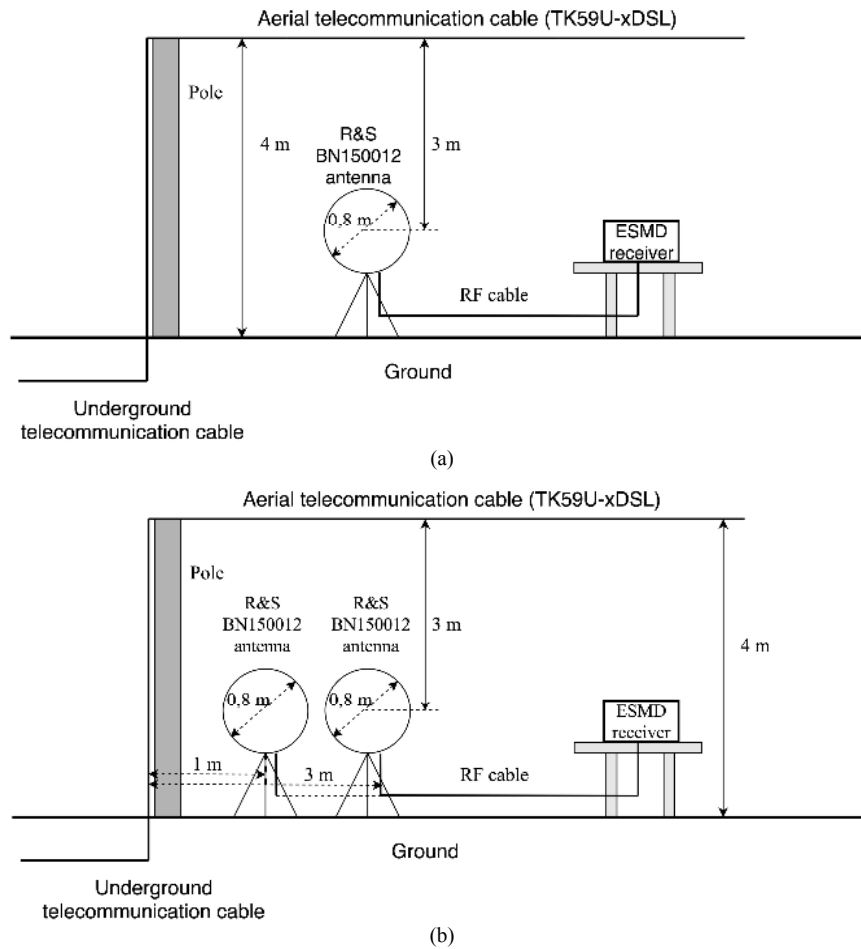 Aerial telecommunication cable (TK59U-xDSL)
Pole
4 m
3 m
R&S
BN150012
antenna
0,8 m
ESMD
receiver
RF cable
Ground
Underground
telecommunication cable
(a)
Aerial telecommunication cable (TK59U-xDSL)
Pole
R&S
BN150012
antenna
R&S
BN150012
antenna
3 m
4 m
0,8 m
0,8 m
ESMD
receiver
1 m
3 m
RF cable
Ground
Underground
telecommunication cable
(b)